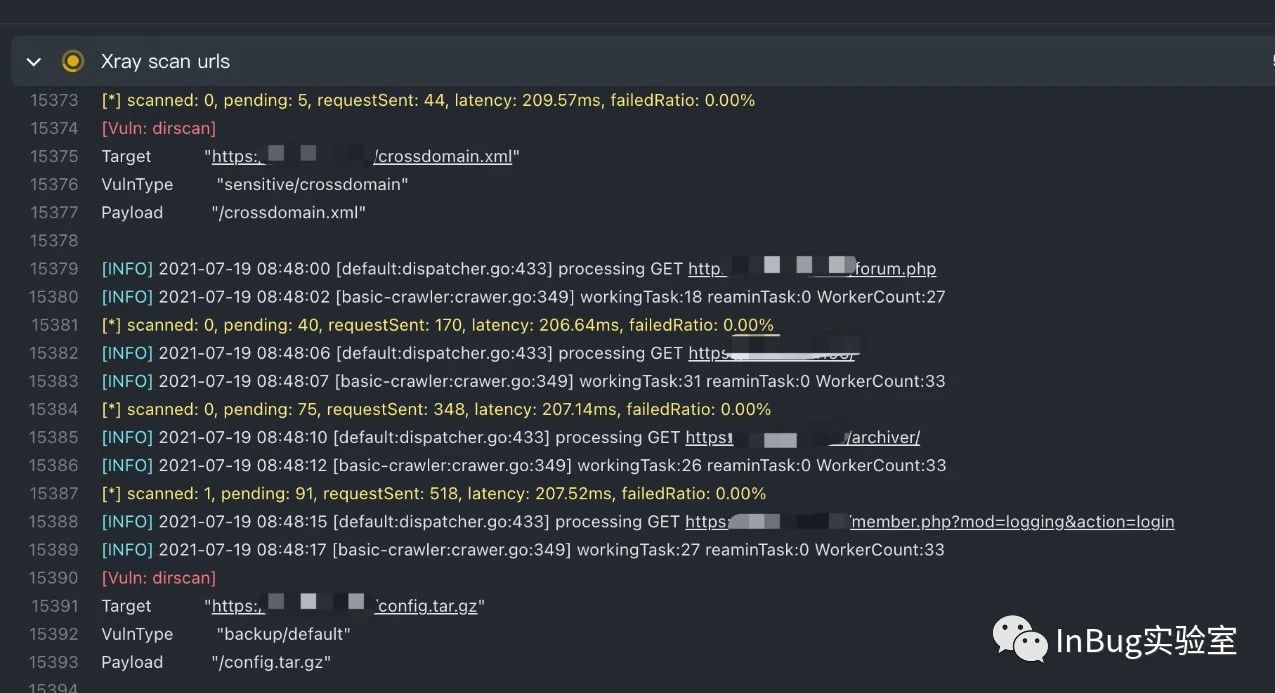 Xray scan urls
15373 [*] scanned: 0, pending: 5, requestSent: 44, latency: 209.57ms, failedRatio: 0.00%
15374 [Vuln: dirscan]
15375 Target "https:/ /crossdomain.xml"
15376 VulnType "sensitive/crossdomain"
15377 Payload "/crossdomain.xml"
15378
15379 [INFO] 2021-07-19 08:48:00 [default:dispatcher.go:433] processing GET http /forum.php
15380 [INFO] 2021-07-19 08:48:02 [basic-crawler:crawer.go:349] workingTask:18 reaminTask:0 WorkerCount:27
15381 [*] scanned: 0, pending: 40, requestSent: 170, latency: 206.64ms, failedRatio: 0.00%
15382 [INFO] 2021-07-19 08:48:06 [default:dispatcher.go:433] processing GET https
15383 [INFO] 2021-07-19 08:48:07 [basic-crawler:crawer.go:349] workingTask:31 reaminTask:0 WorkerCount:33
15384 [*] scanned: 0, pending: 75, requestSent: 348, latency: 207.14ms, failedRatio: 0.00%
15385 [INFO] 2021-07-19 08:48:10 [default:dispatcher.go:433] processing GET https /archiver/
15386 [INFO] 2021-07-19 08:48:12 [basic-crawler:crawer.go:349] workingTask:26 reaminTask:0 WorkerCount:33
15387 [*] scanned: 1, pending: 91, requestSent: 518, latency: 207.52ms, failedRatio: 0.00%
15388 [INFO] 2021-07-19 08:48:15 [default:dispatcher.go:433] processing GET https: /member.php?mod=logging&action=login
15389 [INFO] 2021-07-19 08:48:17 [basic-crawler:crawer.go:349] workingTask:27 reaminTask:0 WorkerCount:33
15390 [Vuln: dirscan]
15391 Target "https:/ /config.tar.gz"
15392 VulnType "backup/default"
15393 Payload "/config.tar.gz"
15394
InBug实验室